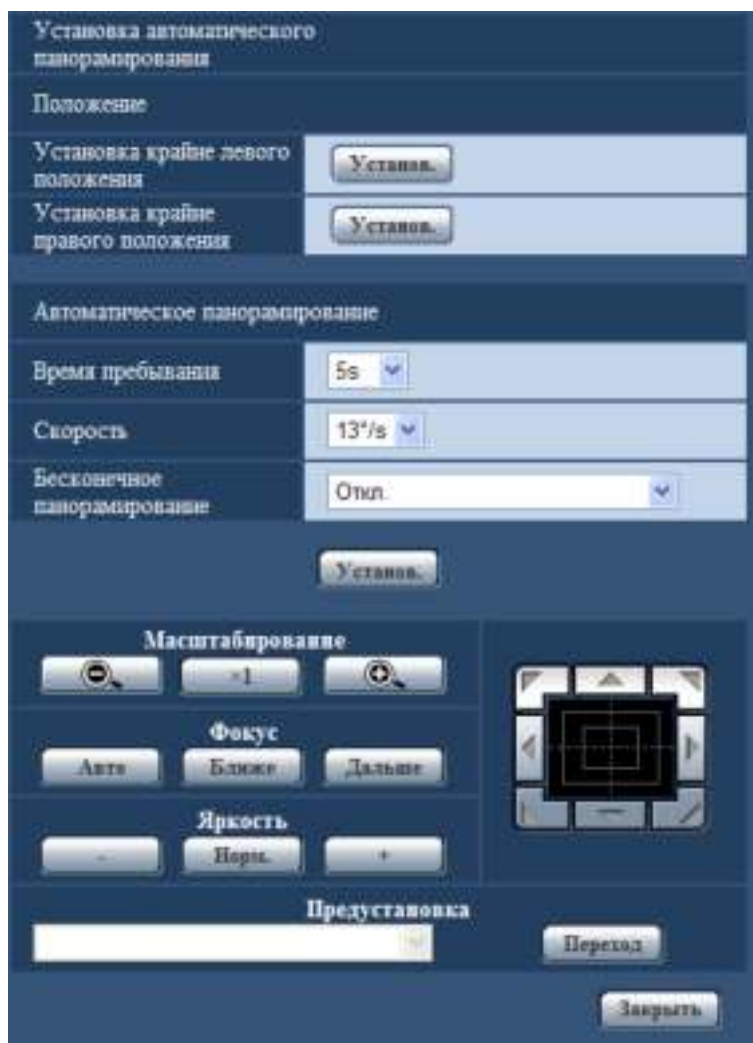 Установка автоматического
панорамирования
Положение
Установка крайне левого
положения
Установ.
Установка крайне
правого положения
Установ.
Автоматическое панорамирование
Время пребывания
5s
Скорость
13°/s
Бесконечное
панорамирование
Откл.
Установ.
Масштабирование
×1
Фокус
Авто
Ближе
Дальше
Яркость
-
Норм.
+
Предустановка
Переход
Закрыть